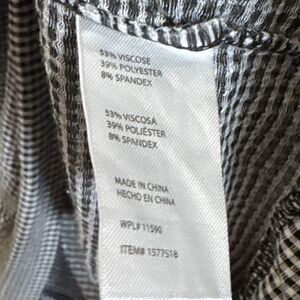 53% VISCOSE
39% POLYESTER
8% SPANDEX
53% VISCOSA
39% POLIÉSTER
8% SPANDEX
MADE IN CHINA
HECHO EN CHINA
WPL# 11590
ITEM# 1577518